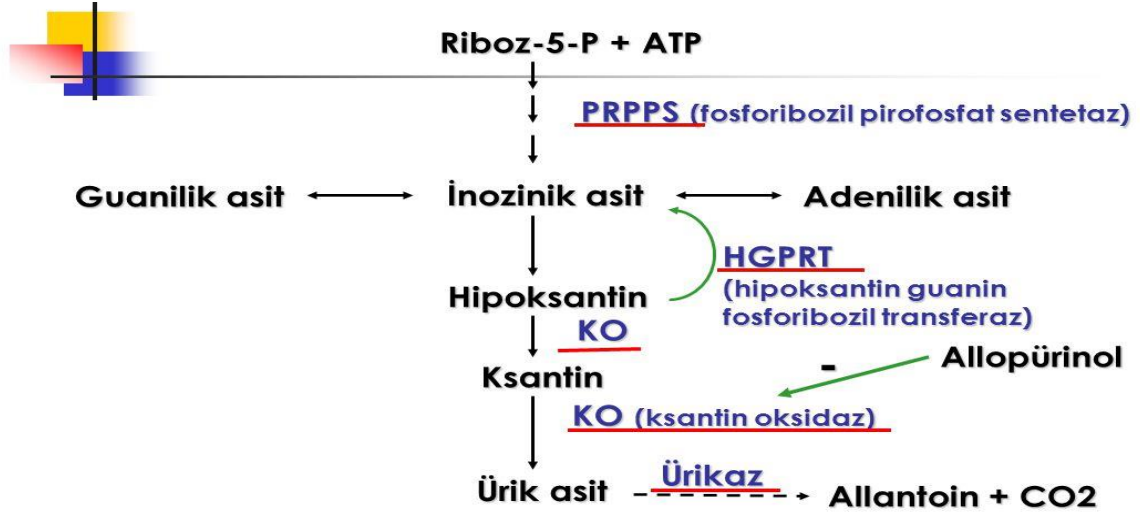 Riboz-5-P + ATP
PRPPS (fosforibozil pirofosfat sentetaz)
Guanilik asit
İnozinik asit
Adenilik asit
HGPRT
(hipoksantin guanin
fosforibozil transferaz)
Hipoksantin
KO
Allopürinol
-
Ksantin
KO (ksantin oksidaz)
Ürikaz
Ürik asit
Allantoin + CO2